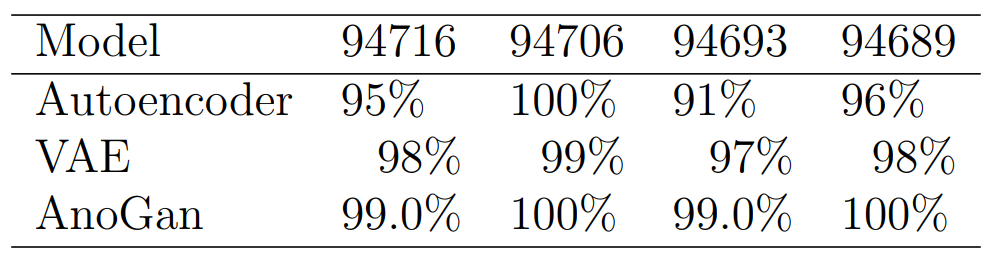 Model 94716 94706 94693 94689
Autoencoder 95% 100% 91% 96%
VAE 98% 99% 97% 98%
AnoGan 99.0% 100% 99.0% 100%